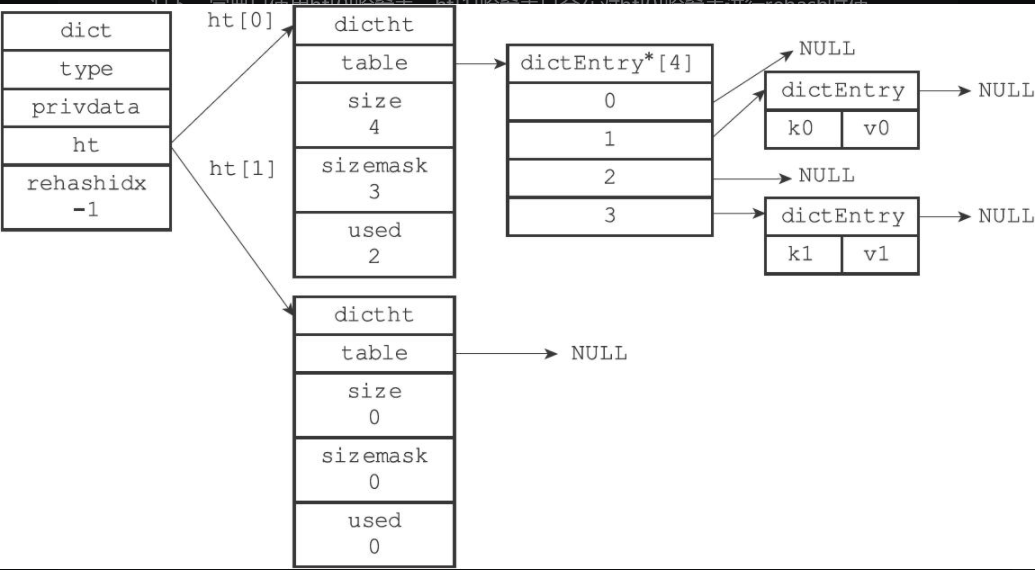 dict
type
privdata
ht
rehashidx
-1
ht[0]
ht[1]
dictht
table
size
4
sizemask
3
used
2
dictEntry*[4]
0
1
2
3
NULL
dictEntry
k0
v0
NULL
NULL
dictEntry
k1
v1
NULL
dictht
table
NULL
size
0
sizemask
0
used
0